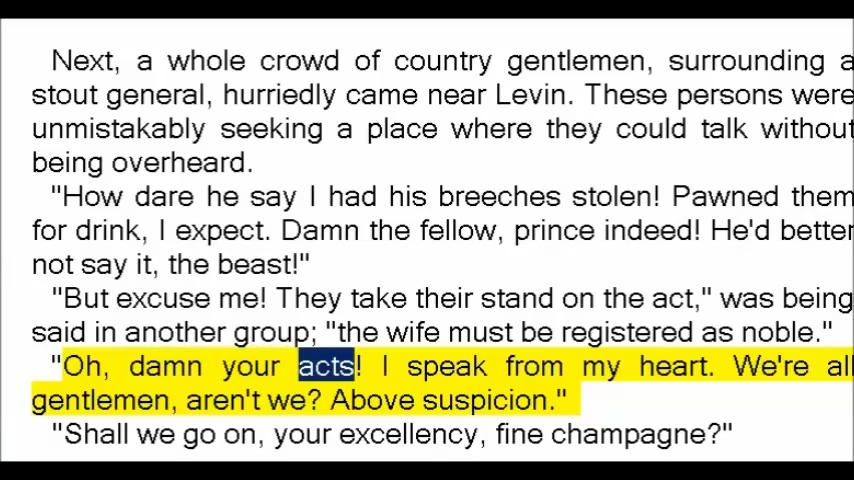 Next, a whole crowd of country gentlemen, surrounding a
stout general, hurriedly came near Levin. These persons were
unmistakably seeking a place where they could talk without
being overheard.
"How dare he say I had his breeches stolen! Pawned them
for drink, I expect. Damn the fellow, prince indeed! He'd better
not say it, the beast!"
"But excuse me! They take their stand on the act," was being
said in another group; "the wife must be registered as noble."
"Oh, damn your acts! I speak from my heart. We're all
gentlemen, aren't we? Above suspicion."
"Shall we go on, your excellency, fine champagne?"